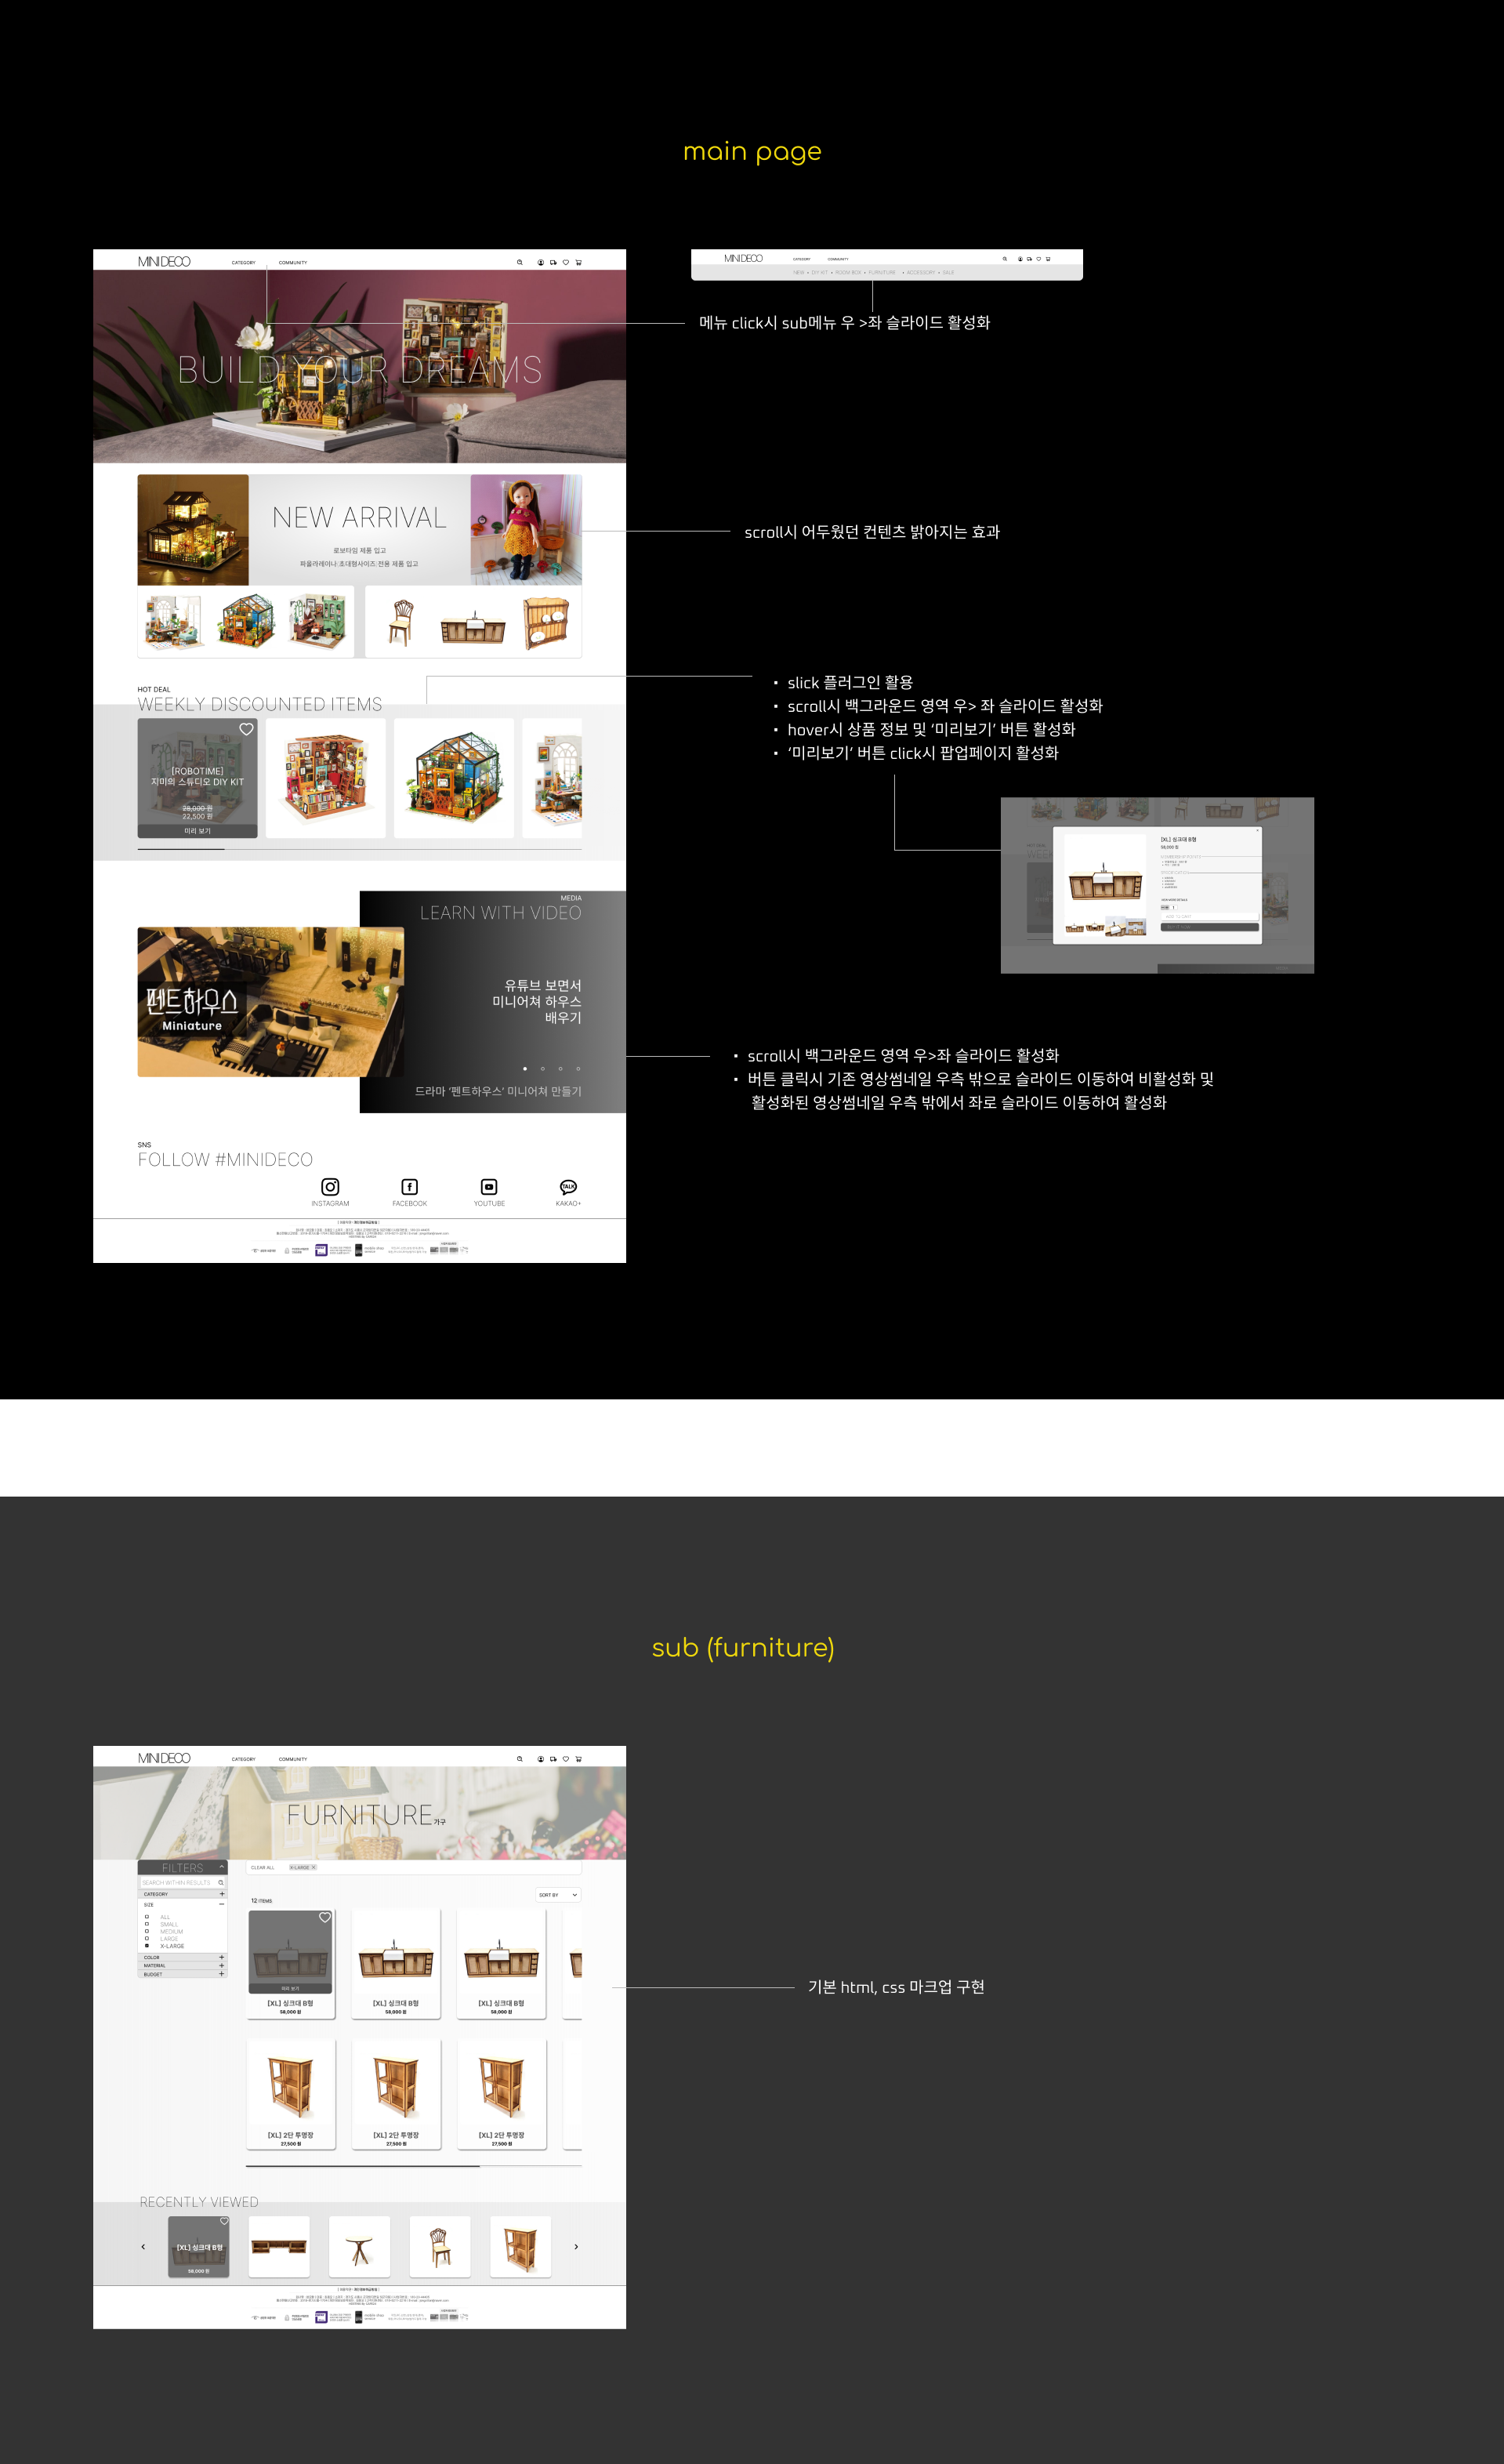 main page
MINIDECO
CATEGORY
COMMUNITY
BUILD YOUR DREAMS
MINIDECO
CATEGORY
COMMUNITY
NEW • DIY KIT • ROOM BOX • FURNITURE • ACCESSORY • SALE
메뉴 click시 sub메뉴 우 >좌 슬라이드 활성화
NEW ARRIVAL
로보타임 제품 입고
파올라레이나:초대형사이즈:전용 제품 입고
scroll시 어두웠던 컨텐츠 밝아지는 효과
HOT DEAL
WEEKLY DISCOUNTED ITEMS
[ROBOTIME]
지미의 스튜디오 DIY KIT
28,000 원
22,500 원
미리 보기
▪ slick 플러그인 활용
▪ scroll시 백그라운드 영역 우> 좌 슬라이드 활성화
▪ hover시 상품 정보 및 ‘미리보기’ 버튼 활성화
▪ ‘미리보기’ 버튼 click시 팝업페이지 활성화
[XL] 싱크대 B형
58,000 원
ADD TO CART
MEDIA
LEARN WITH VIDEO
펜트하우스
Miniature
유튜브 보면서
미니어쳐 하우스
배우기
드라마 ‘펜트하우스’ 미니어쳐 만들기
▪ scroll시 백그라운드 영역 우>좌 슬라이드 활성화
▪ 버튼 클릭시 기존 영상썸네일 우측 밖으로 슬라이드 이동하여 비활성화 및
활성화된 영상썸네일 우측 밖에서 좌로 슬라이드 이동하여 활성화
SNS
FOLLOW #MINIDECO
TALK
INSTAGRAM
FACEBOOK
YOUTUBE
KAKAO+
sub (furniture)
MINIDECO
CATEGORY
COMMUNITY
FURNITURE가구
FILTERS
SEARCH WITHIN RESULTS
CATEGORY
SIZE
ALL
SMALL
MEDIUM
LARGE
X-LARGE
COLOR
MATERIAL
BUDGET
CLEAR ALL
X-LARGE X
12 ITEMS
SORT BY
미리 보기
[XL] 싱크대 B형
58,000 원
[XL] 싱크대 B형
58,000 원
[XL] 싱크대 B형
58,000 원
기본 html, css 마크업 구현
[XL] 2단 투명장
27,500 원
[XL] 2단 투명장
27,500 원
[XL] 2단 투명장
27,500 원
RECENTLY VIEWED
[XL] 싱크대 B형
58,000 원